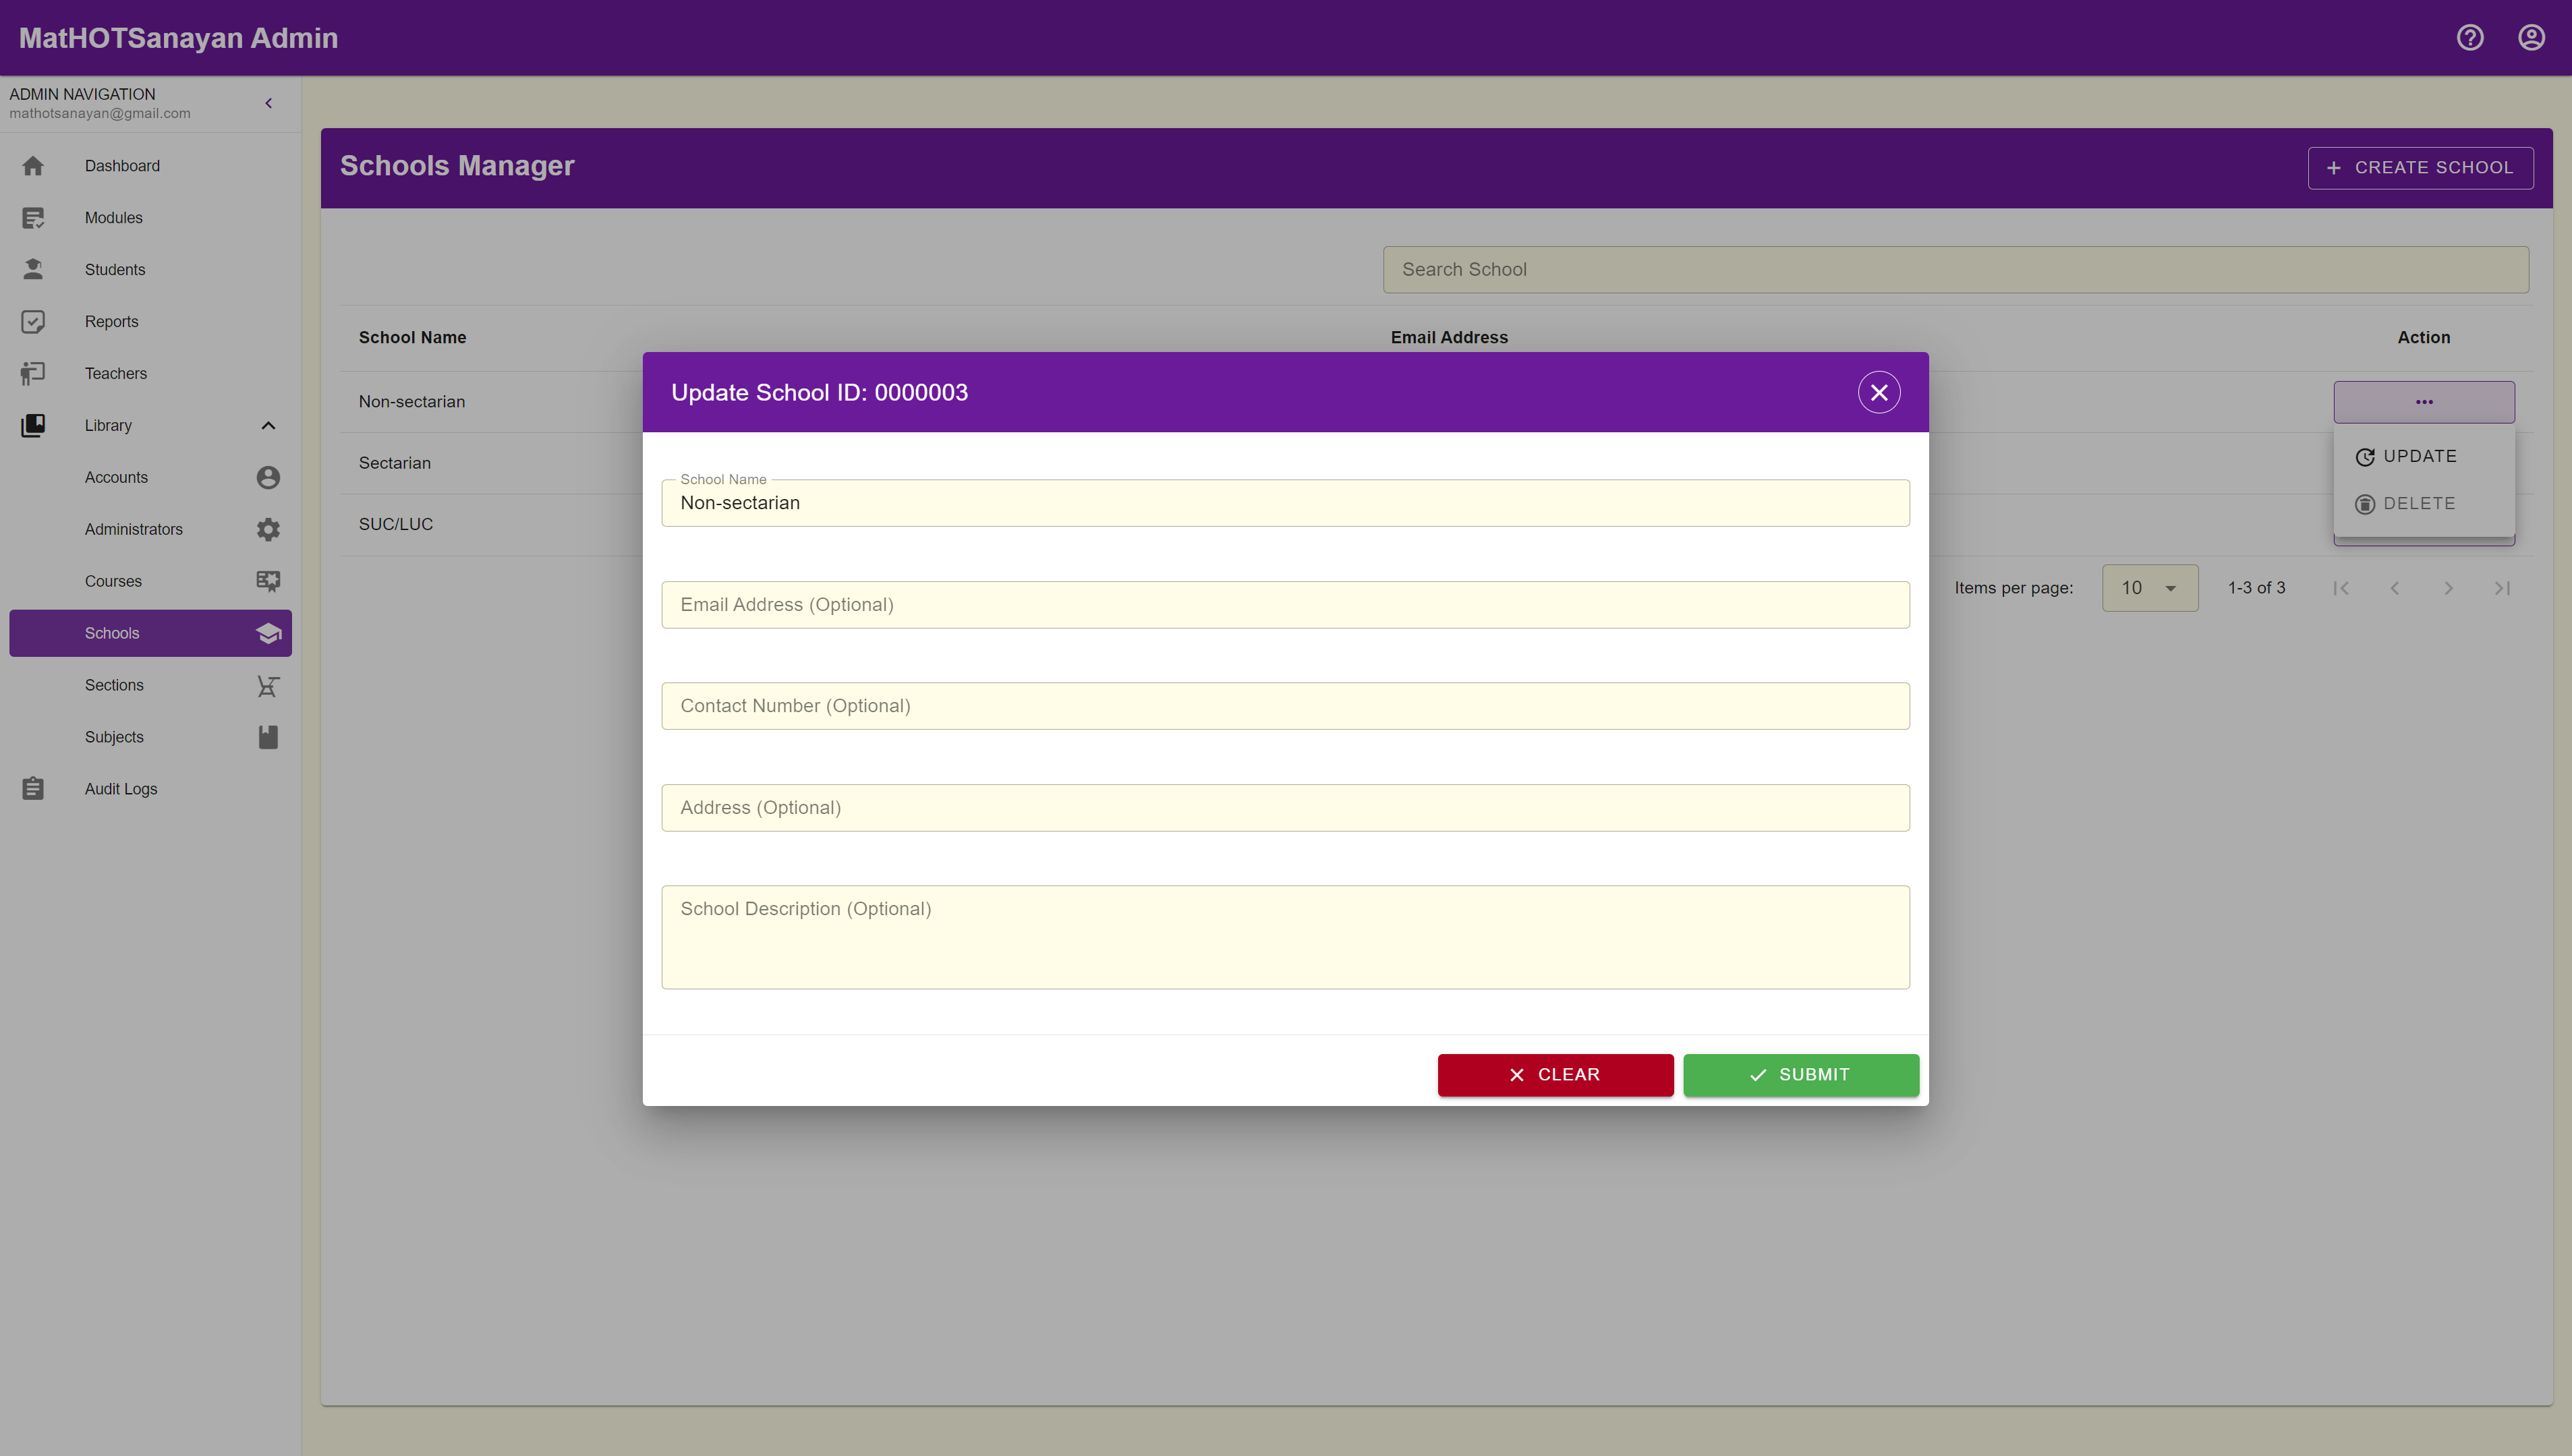 MatHOTSanayan Admin
ADMIN NAVIGATION
mathotsanayan@gmail.com
Dashboard
Modules
Students
Reports
Teachers
Library
Accounts
Administrators
Courses
Schools
Sections
Subjects
Audit Logs
Schools Manager
CREATE SCHOOL
Search School
School Name Email Address Action
Non-sectarian
Sectarian
SUC/LUC
UPDATE
DELETE
Items per page: 10 1-3 of 3
Update School ID: 0000003
School Name
Non-sectarian
Email Address (Optional)
Contact Number (Optional)
Address (Optional)
School Description (Optional)
CLEAR SUBMIT